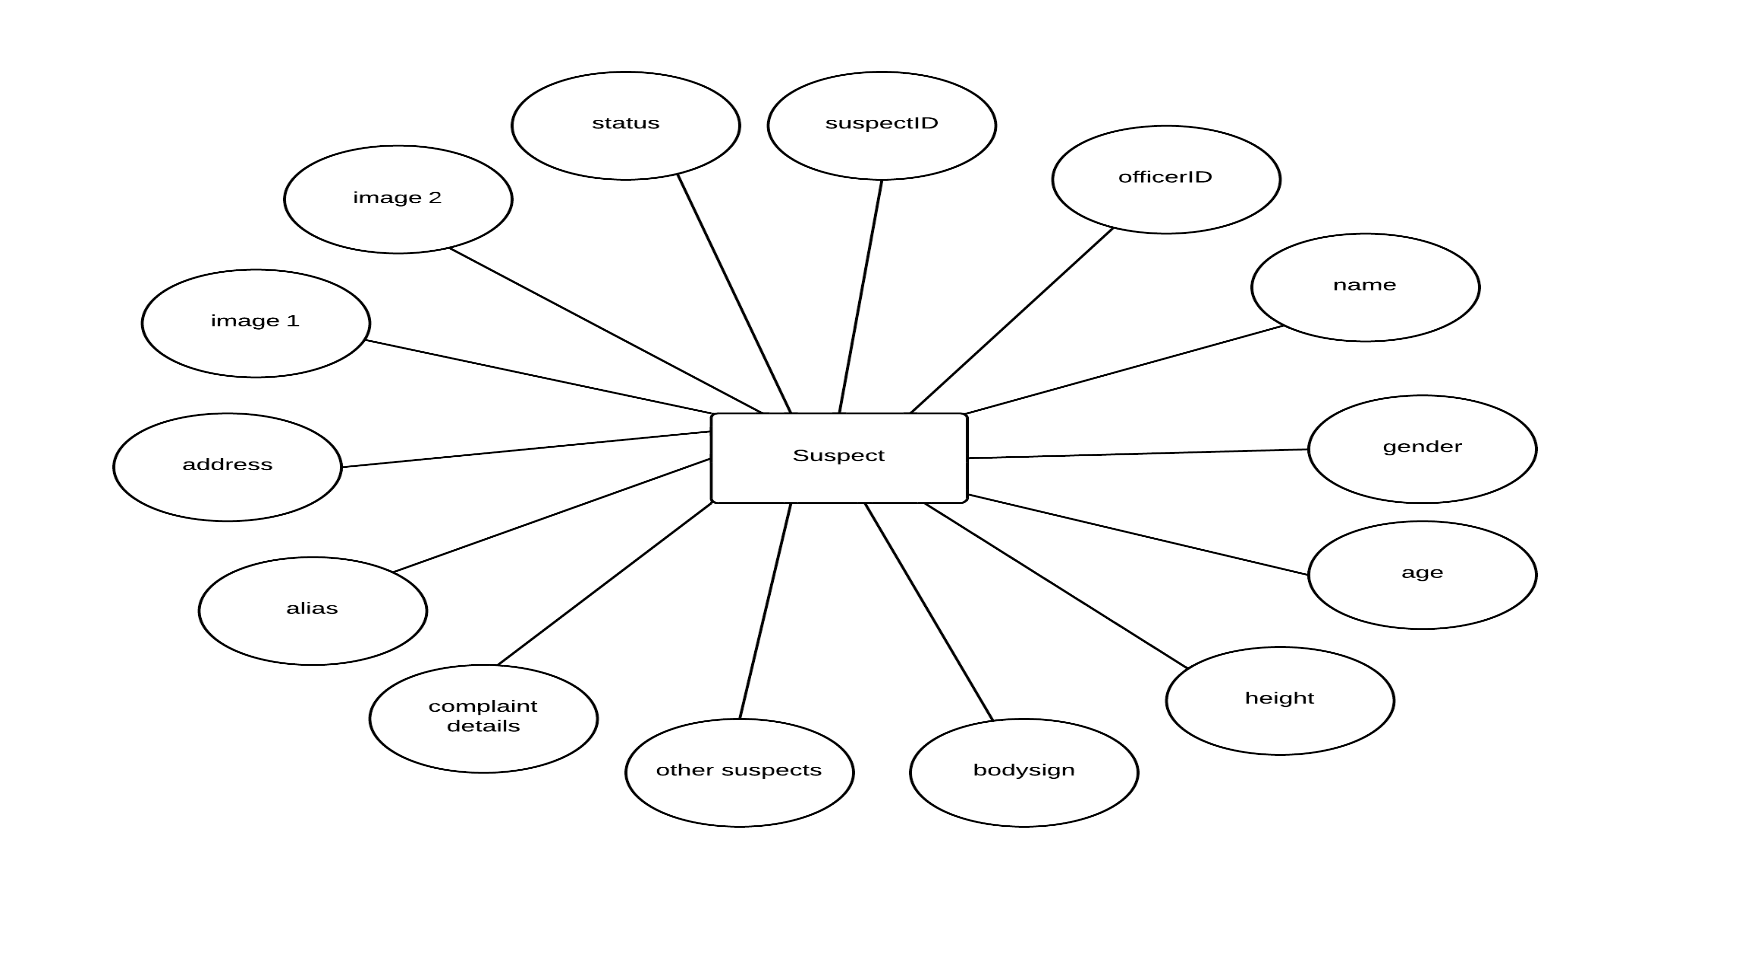 status
suspectID
officerID
image 2
name
image 1
gender
Suspect
address
age
alias
height
complaint
details
other suspects
bodysign